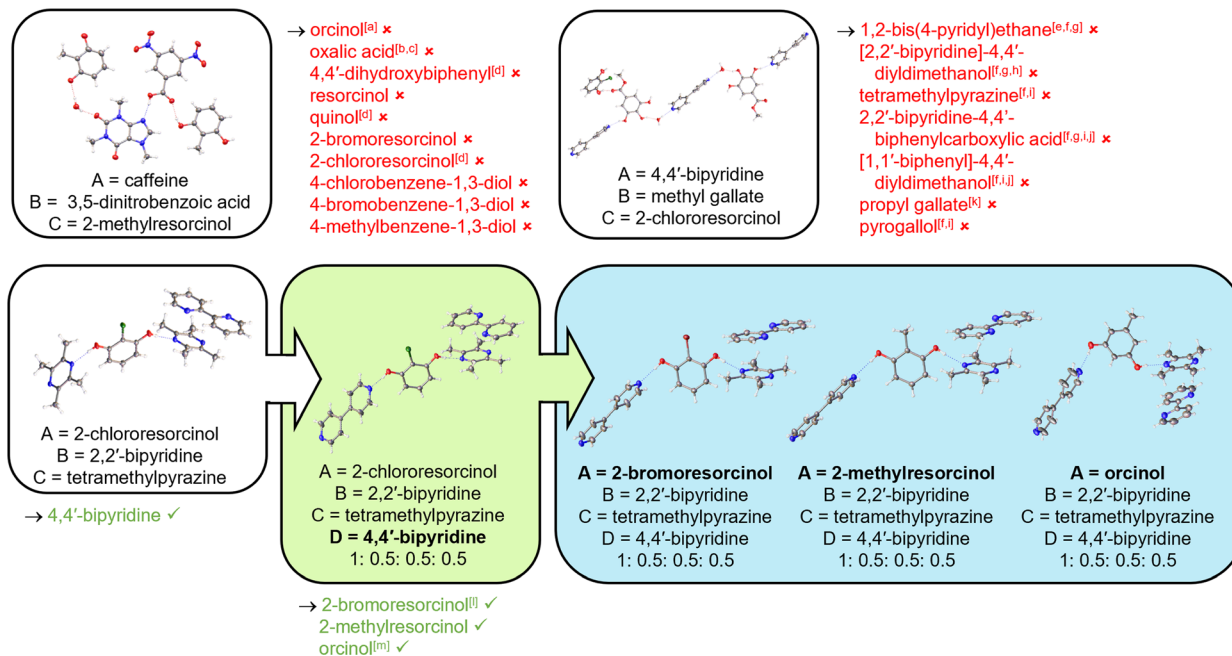 A = caffeine
B = 3,5-dinitrobenzoic acid
C = 2-methylresorcinol
→ orcinol[a] ✘
oxalic acid[b,c] ✘
4,4′-dihydroxybiphenyl[d] ✘
resorcinol ✘
quinol[d] ✘
2-bromoresorcinol ✘
2-chlororesorcinol[d] ✘
4-chlorobenzene-1,3-diol ✘
4-bromobenzene-1,3-diol ✘
4-methylbenzene-1,3-diol ✘
A = 4,4′-bipyridine
B = methyl gallate
C = 2-chlororesorcinol
→ 1,2-bis(4-pyridyl)ethane[e,f,g] ✘
[2,2′-bipyridine]-4,4′-
diyldimethanol[f,g,h] ✘
tetramethylpyrazine[f,i] ✘
2,2′-bipyridine-4,4'-
biphenylcarboxylic acid[f,g,i,j] ✘
[1,1′-biphenyl]-4,4′-
diyldimethanol[f,i,j] ✘
propyl gallate[k] ✘
pyrogallol[f,i] ✘
A = 2-chlororesorcinol
B = 2,2′-bipyridine
C = tetramethylpyrazine
→ 4,4′-bipyridine ✓
A = 2-chlororesorcinol
B = 2,2′-bipyridine
C = tetramethylpyrazine
D = 4,4′-bipyridine
1: 0.5: 0.5: 0.5
→ 2-bromoresorcinol[l] ✓
2-methylresorcinol ✓
orcinol[m] ✓
A = 2-bromoresorcinol
B = 2,2′-bipyridine
C = tetramethylpyrazine
D = 4,4′-bipyridine
1: 0.5: 0.5: 0.5
A = 2-methylresorcinol
B = 2,2′-bipyridine
C = tetramethylpyrazine
D = 4,4′-bipyridine
1: 0.5: 0.5: 0.5
A = orcinol
B = 2,2′-bipyridine
C = tetramethylpyrazine
D = 4,4′-bipyridine
1: 0.5: 0.5: 0.5